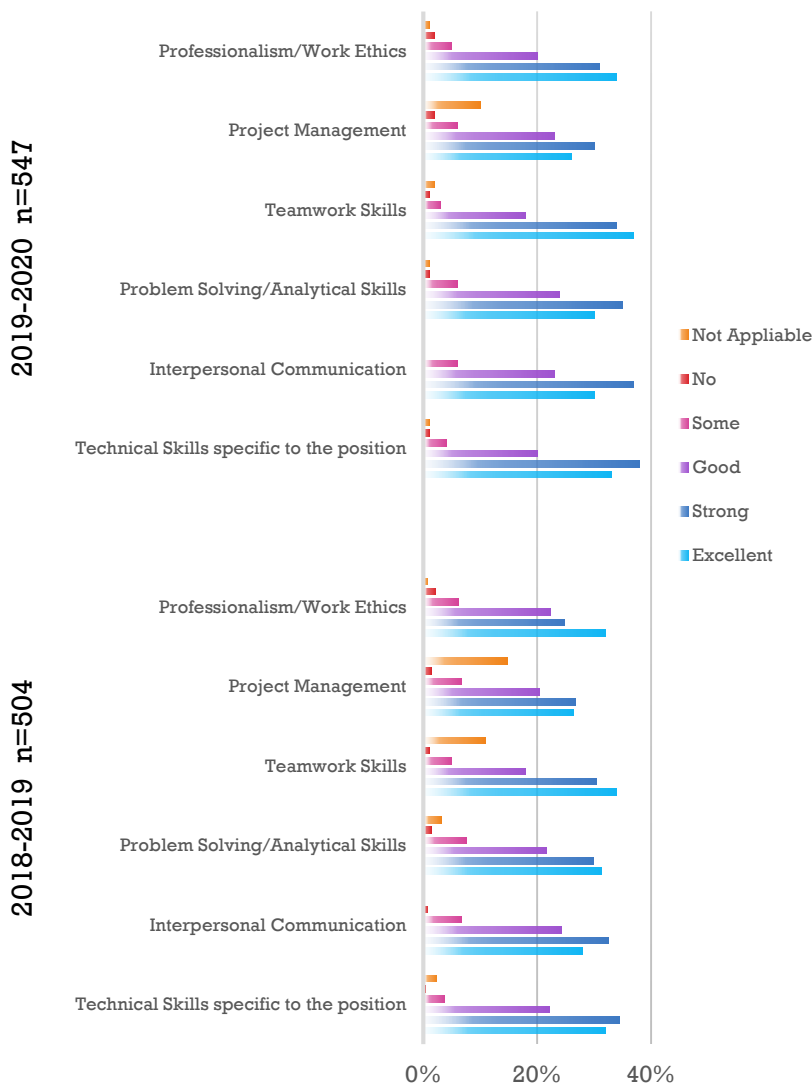 2019-2020 n=547
Professionalism/Work Ethics
Project Management
Teamwork Skills
Problem Solving/Analytical Skills
Interpersonal Communication
Technical Skills specific to the position
2018-2019 n=504
Professionalism/Work Ethics
Project Management
Teamwork Skills
Problem Solving/Analytical Skills
Interpersonal Communication
Technical Skills specific to the position
0%
20%
40%
Not Appliable
No
Some
Good
Strong
Excellent